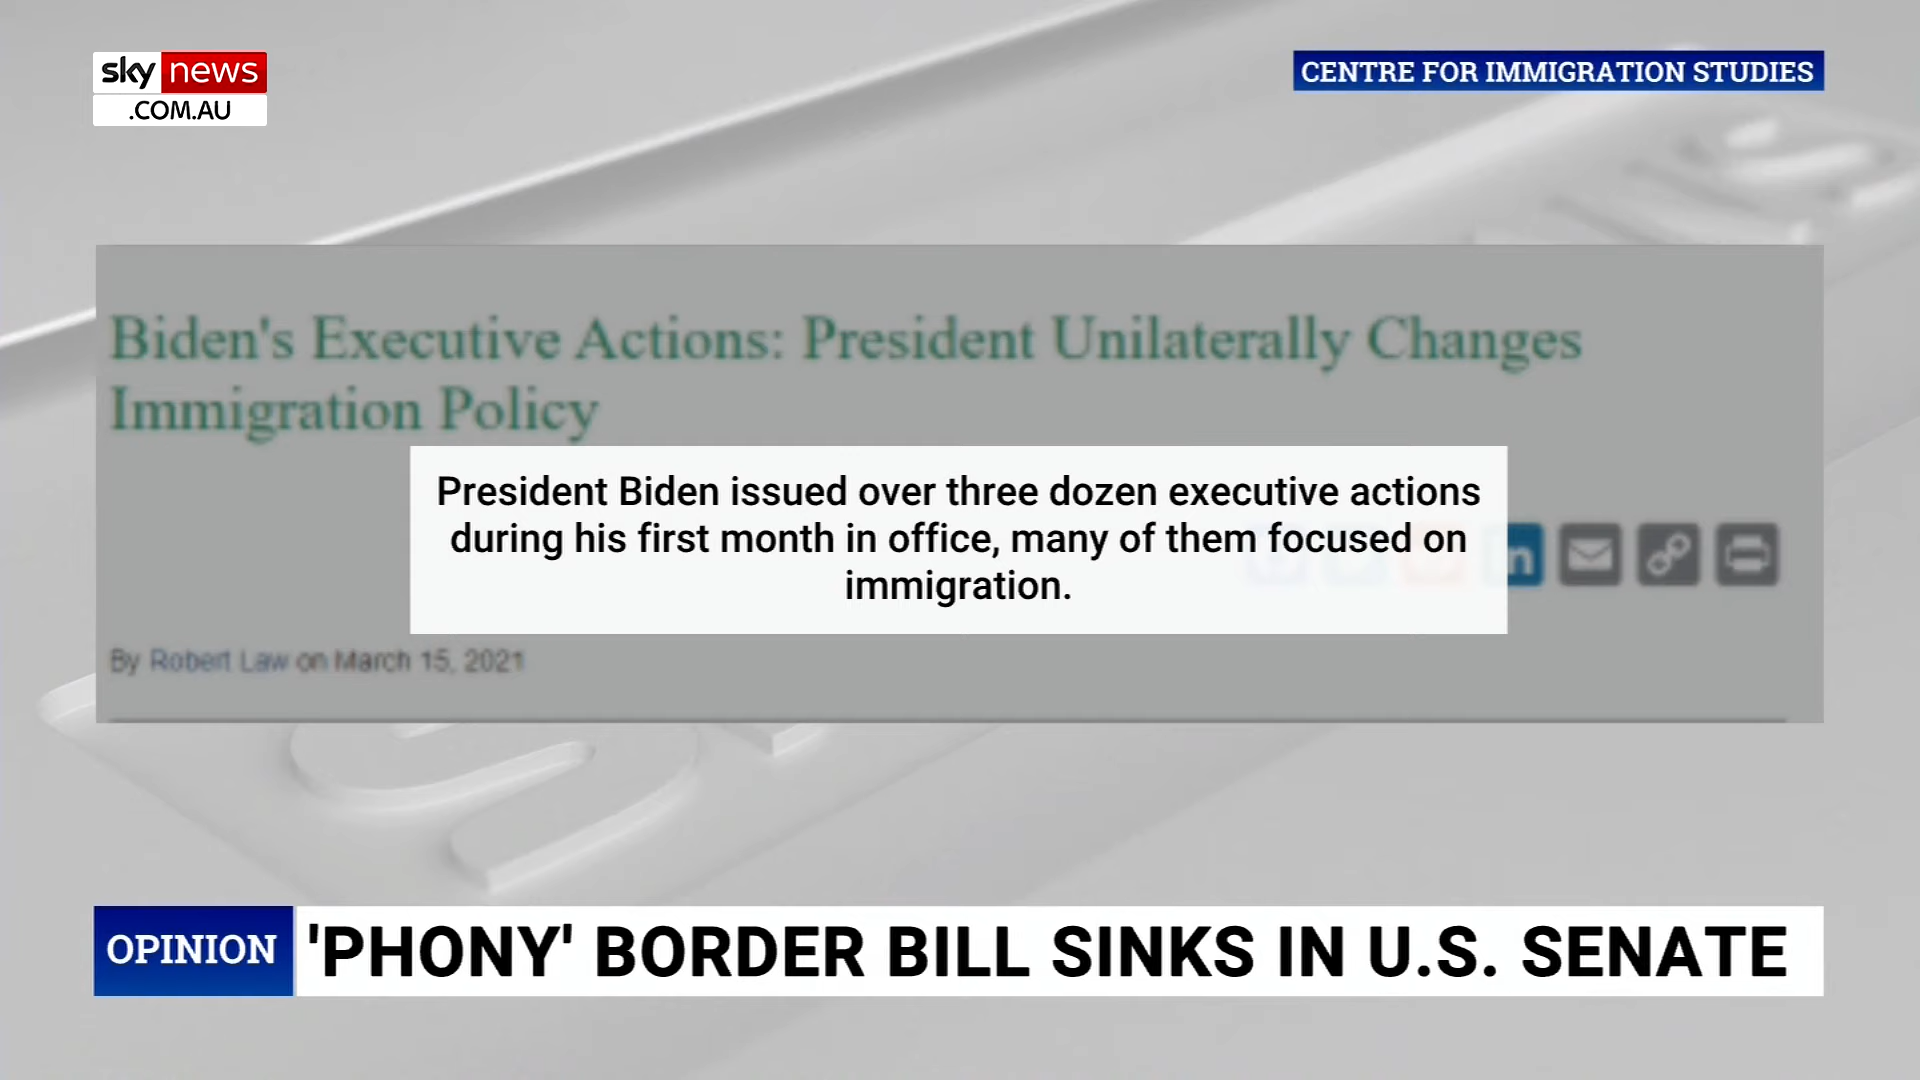 sky news
.COM.AU
CENTRE FOR IMMIGRATION STUDIES
Biden's Executive Actions: President Unilaterally Changes
Immigration Policy
President Biden issued over three dozen executive actions
during his first month in office, many of them focused on
immigration.
in
By Robert Law on March 15, 2021
OPINION
'PHONY' BORDER BILL SINKS IN U.S. SENATE